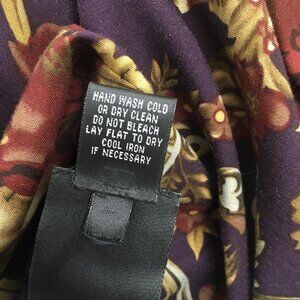 HAND WASH COLD
OR DRY CLEAN
DO NOT BLEACH
LAY FLAT TO DRY
COOL IRON
IF NECESSARY